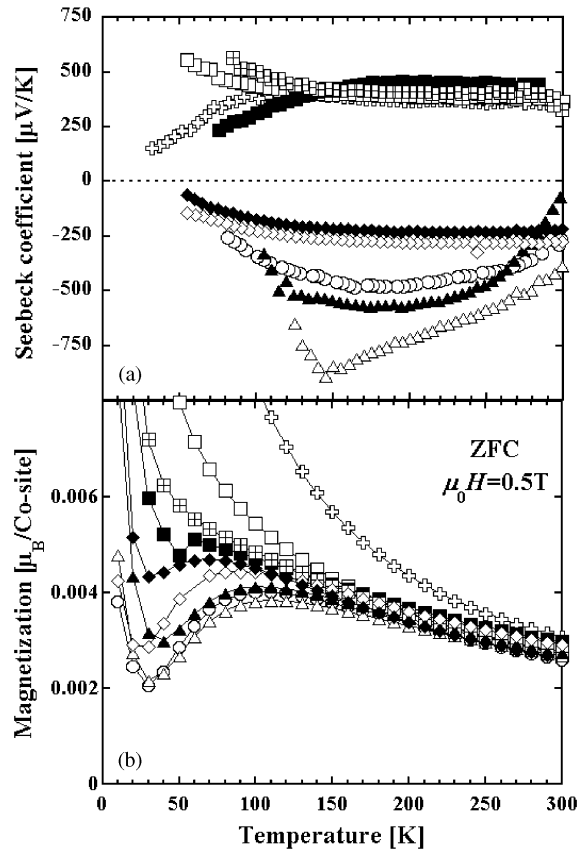 750
500
250
0
-250
-500
-750
Seebeck coefficient [μV/K]
(a)
ZFC
μ₀H=0.5T
0.006
0.004
0.002
0
Magnetization [μB/Co-site]
(b)
0 50 100 150 200 250 300
Temperature [K]